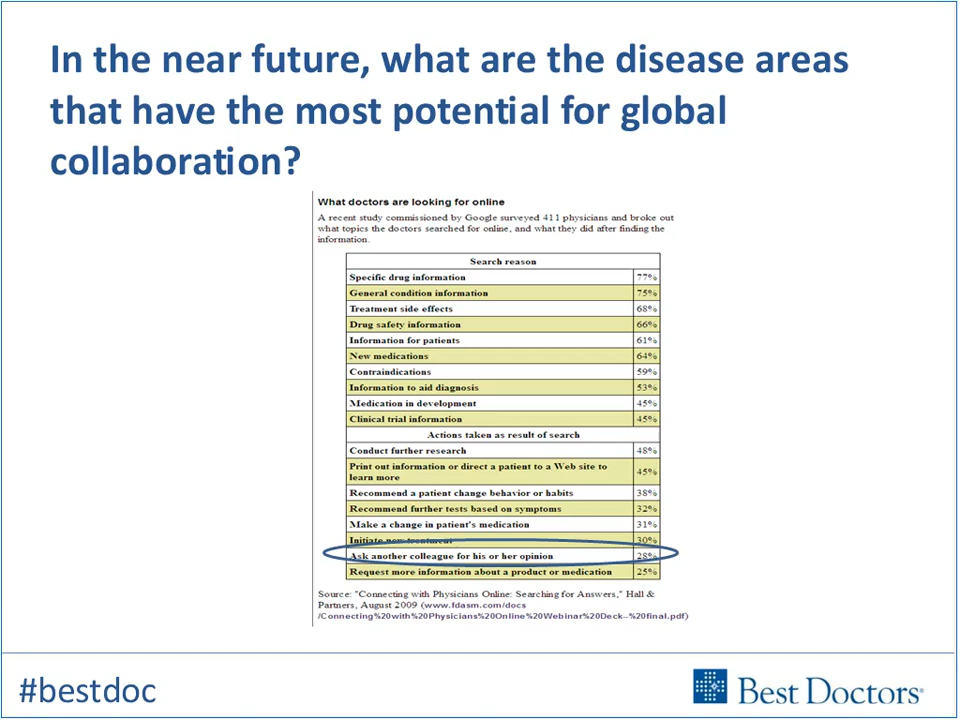 In the near future, what are the disease areas
that have the most potential for global
collaboration?
What doctors are looking for online
A recent study commissioned by Google surveyed 411 physicians and broke out
what topics the doctors searched for online, and what they did after finding the
information.
Search reason
Specific drug information 77%
General condition information 75%
Treatment side effects 68%
Drug safety information 66%
Information for patients 61%
New medications 64%
Contraindications 59%
Information to aid diagnosis 53%
Medication in development 45%
Clinical trial information 45%
Actions taken as result of search
Conduct further research 48%
Print out information or direct a patient to a Web site to
learn more 45%
Recommend a patient change behavior or habits 38%
Recommend further tests based on symptoms 32%
Make a change in patient's medication 31%
Initiate new treatment 30%
Ask another colleague for his or her opinion 28%
Request more information about a product or medication 25%
Source: "Connecting with Physicians Online: Searching for Answers," Hall &
Partners, August 2009 (www.fdasm.com/docs
/Connecting%20with%20Physicians%20Online%20Webinar%20Deck--%20final.pdf)
#bestdoc
Best Doctors®